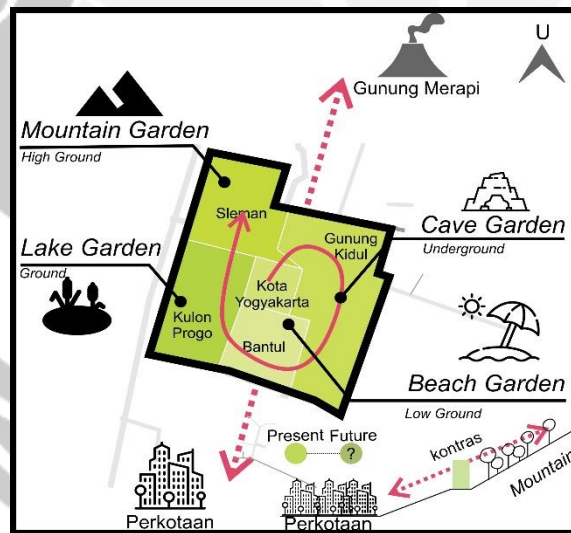 U
Gunung Merapi
Mountain Garden
High Ground
Sleman
Lake Garden
Ground
Gunung
Kidul
Cave Garden
Underground
Kota
Yogyakarta
Kulon
Progo
Bantul
Beach Garden
Low Ground
Present Future
?
kontras
Mountain
Perkotaan
Perkotaan